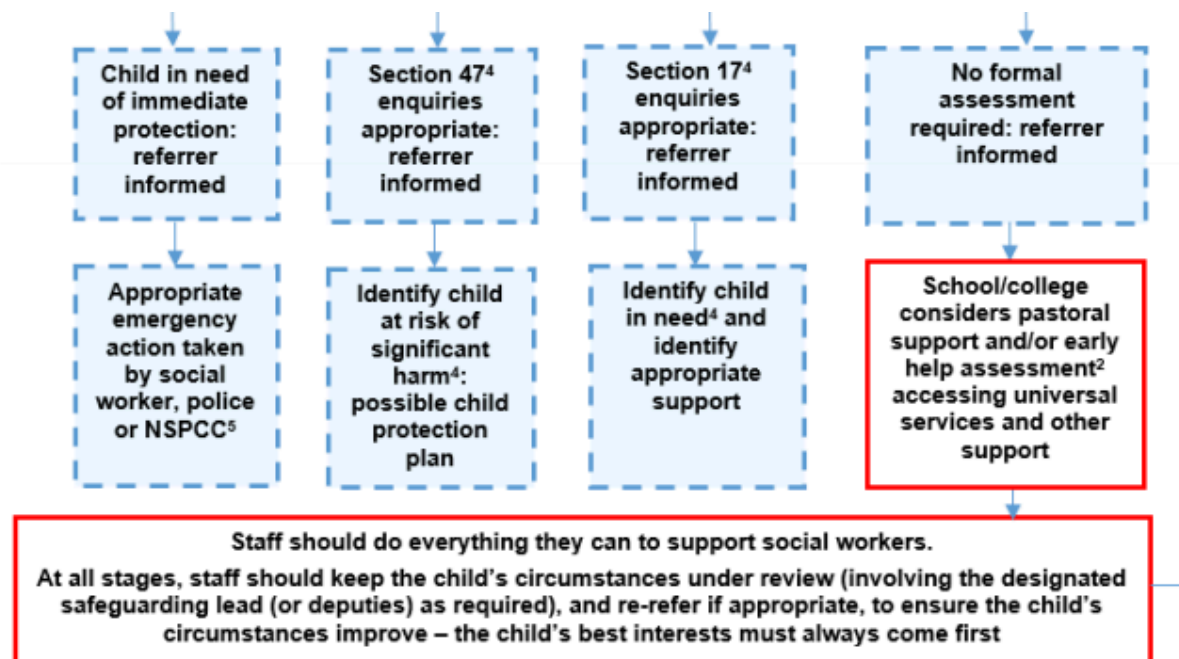 Child in need
of immediate
protection:
referrer
informed
Section 47⁴
enquiries
appropriate:
referrer
informed
Section 17⁴
enquiries
appropriate:
referrer
informed
No formal
assessment
required: referrer
informed
Appropriate
emergency
action taken
by social
worker, police
or NSPCC⁵
Identify child
at risk of
significant
harm⁴:
possible child
protection
plan
Identify child
in need⁴ and
identify
appropriate
support
School/college
considers pastoral
support and/or early
help assessment²
accessing universal
services and other
support
Staff should do everything they can to support social workers.
At all stages, staff should keep the child’s circumstances under review (involving the designated
safeguarding lead (or deputies) as required), and re-refer if appropriate, to ensure the child’s
circumstances improve – the child’s best interests must always come first